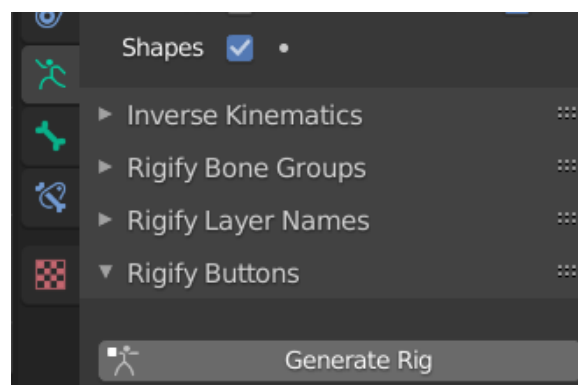 Shapes
Inverse Kinematics
Rigify Bone Groups
Rigify Layer Names
Rigify Buttons
Generate Rig